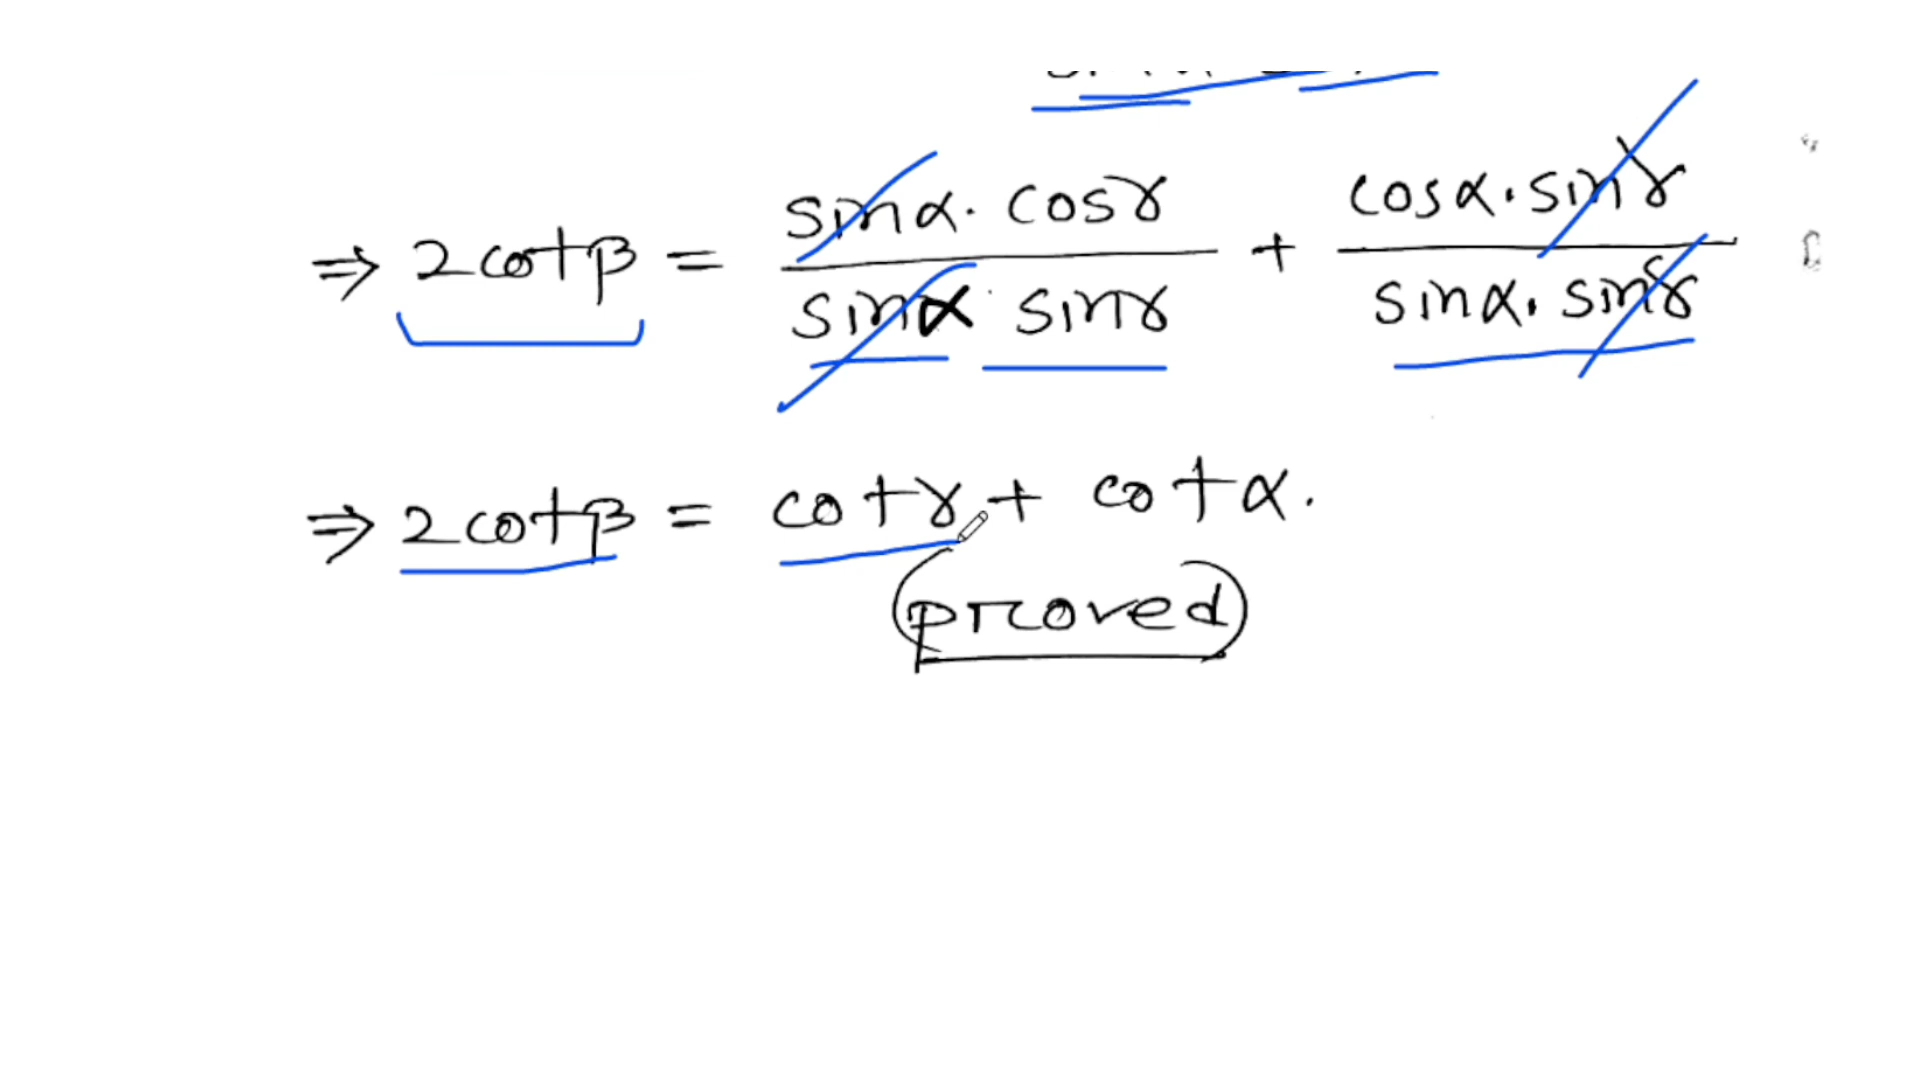 ⇒ 2cotβ = sinα. cosγ / sinα sinγ + cosα. sinγ / sinα. sinγ
⇒ 2cotβ = cotγ + cotα.
proved